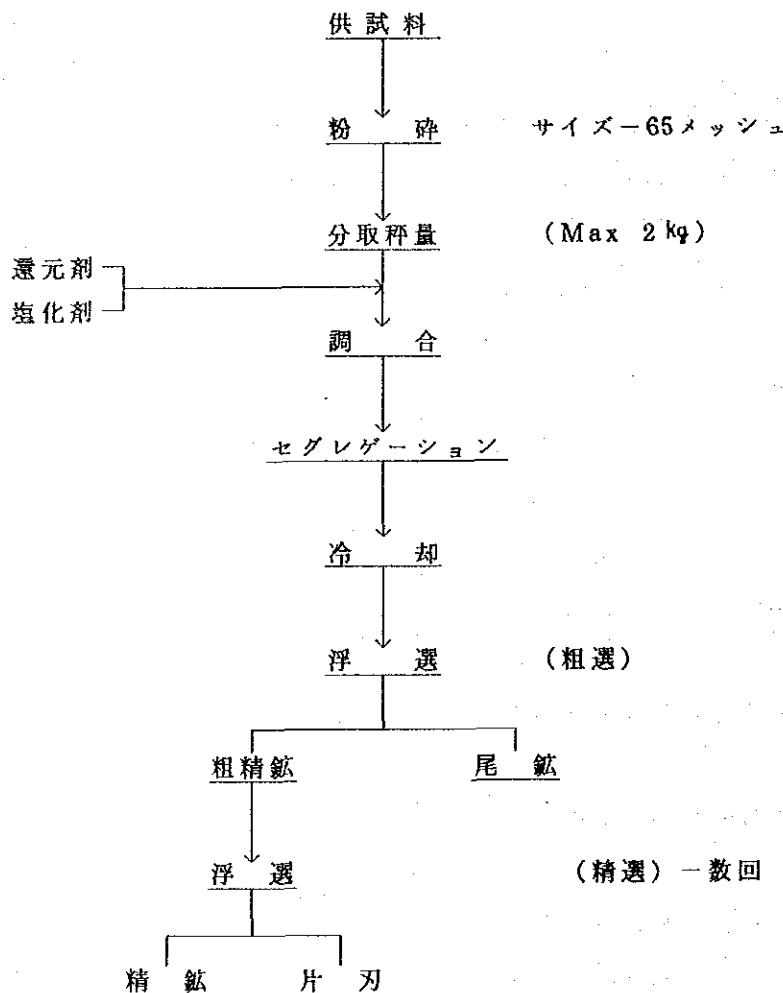 供試料
粉砕 サイズ－65メッシュ
分取秤量 (Max 2kg)
還元剤
塩化剤
調合
セグレゲーション
冷却
浮選 (粗選)
粗精鉱 尾鉱
浮選 (精選)－数回
精鉱 片刃